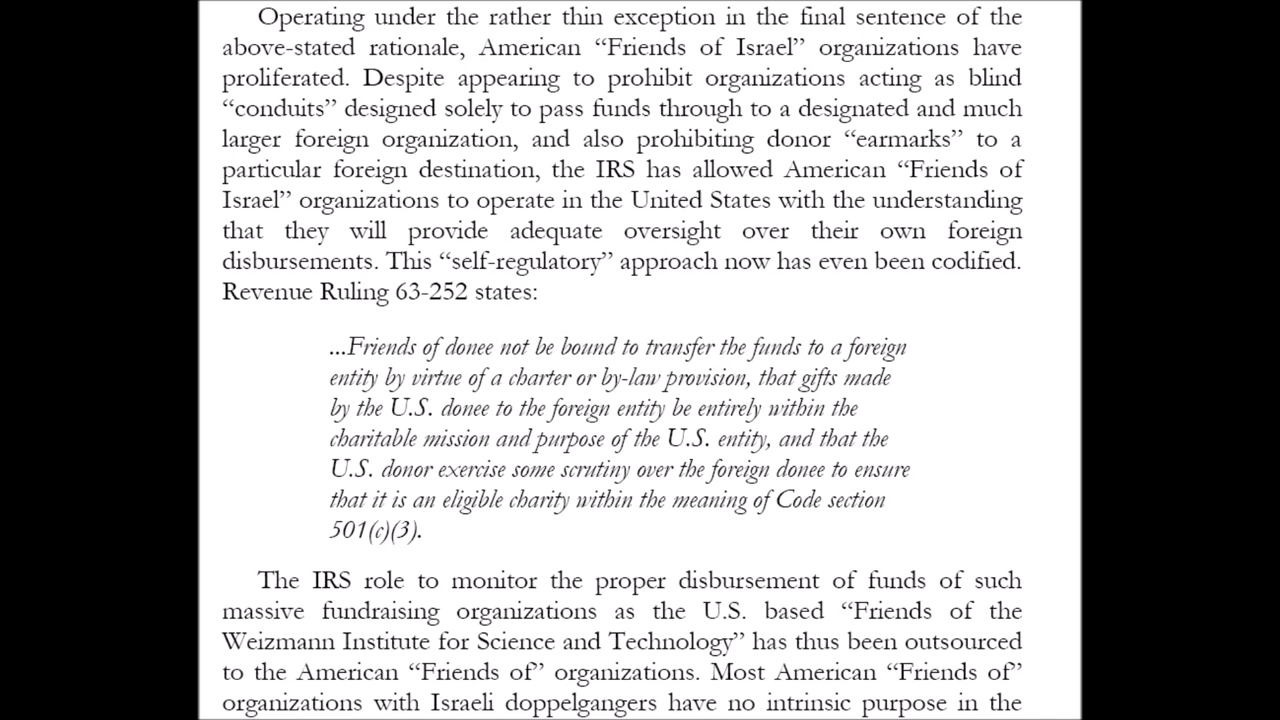 Operating under the rather thin exception in the final sentence of the
above-stated rationale, American “Friends of Israel” organizations have
proliferated. Despite appearing to prohibit organizations acting as blind
“conduits” designed solely to pass funds through to a designated and much
larger foreign organization, and also prohibiting donor “earmarks” to a
particular foreign destination, the IRS has allowed American “Friends of
Israel” organizations to operate in the United States with the understanding
that they will provide adequate oversight over their own foreign
disbursements. This “self-regulatory” approach now has even been codified.
Revenue Ruling 63-252 states:
...Friends of donee not be bound to transfer the funds to a foreign
entity by virtue of a charter or by-law provision, that gifts made
by the U.S. donee to the foreign entity be entirely within the
charitable mission and purpose of the U.S. entity, and that the
U.S. donor exercise some scrutiny over the foreign donee to ensure
that it is an eligible charity within the meaning of Code section
501(c)(3).
The IRS role to monitor the proper disbursement of funds of such
massive fundraising organizations as the U.S. based “Friends of the
Weizmann Institute for Science and Technology” has thus been outsourced
to the American “Friends of” organizations. Most American “Friends of”
organizations with Israeli doppelgangers have no intrinsic purpose in the